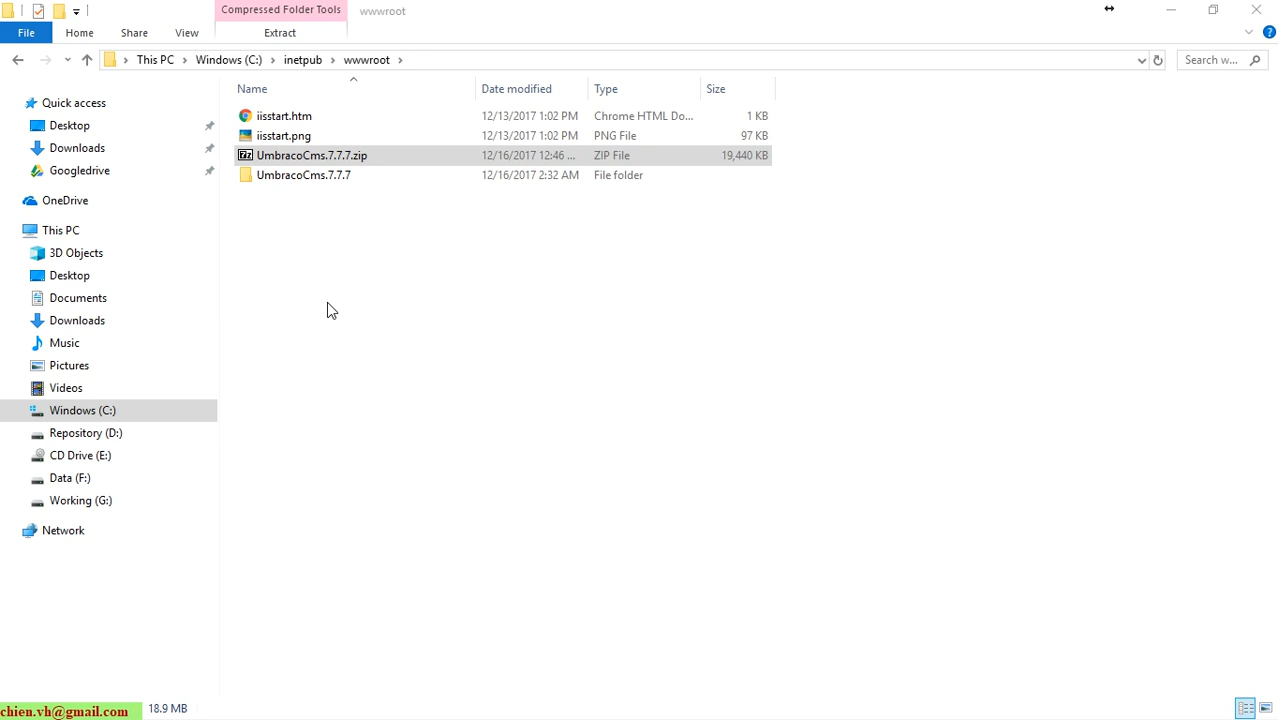 Compressed Folder Tools
wwwroot
File
Home
Share
View
Extract
This PC
Windows (C:)
inetpub
wwwroot
Search w...
Name
Date modified
Type
Size
iisstart.htm 12/13/2017 1:02 PM Chrome HTML Do... 1 KB
iisstart.png 12/13/2017 1:02 PM PNG File 97 KB
UmbracoCms.7.7.7.zip 12/16/2017 12:46 ... ZIP File 19,440 KB
UmbracoCms.7.7.7 12/16/2017 2:32 AM File folder
Quick access
Desktop
Downloads
Googledrive
OneDrive
This PC
3D Objects
Desktop
Documents
Downloads
Music
Pictures
Videos
Windows (C:)
Repository (D:)
CD Drive (E:)
Data (F:)
Working (G:)
Network
chien.vh@gmail.com
18.9 MB